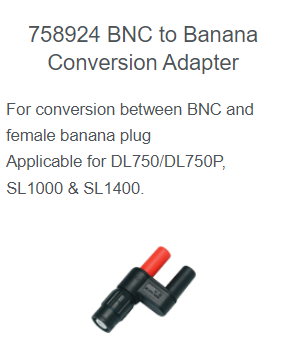 758924 BNC to Banana
Conversion Adapter
For conversion between BNC and
female banana plug
Applicable for DL750/DL750P,
SL1000 & SL1400.